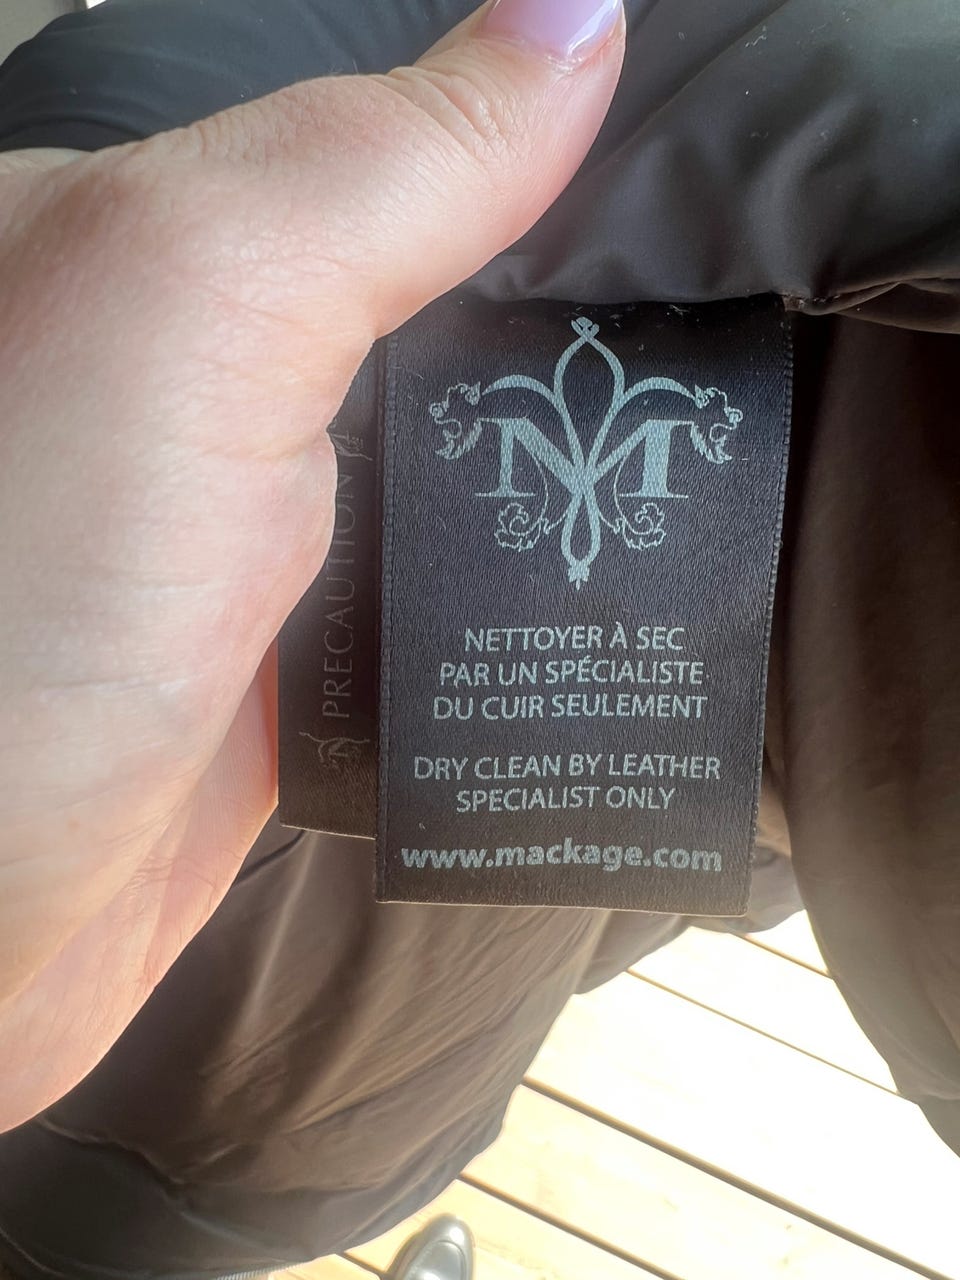 M
NETTOYER À SEC
PAR UN SPÉCIALISTE
DU CUIR SEULEMENT
DRY CLEAN BY LEATHER
SPECIALIST ONLY
www.mackage.com
PRECAUTION